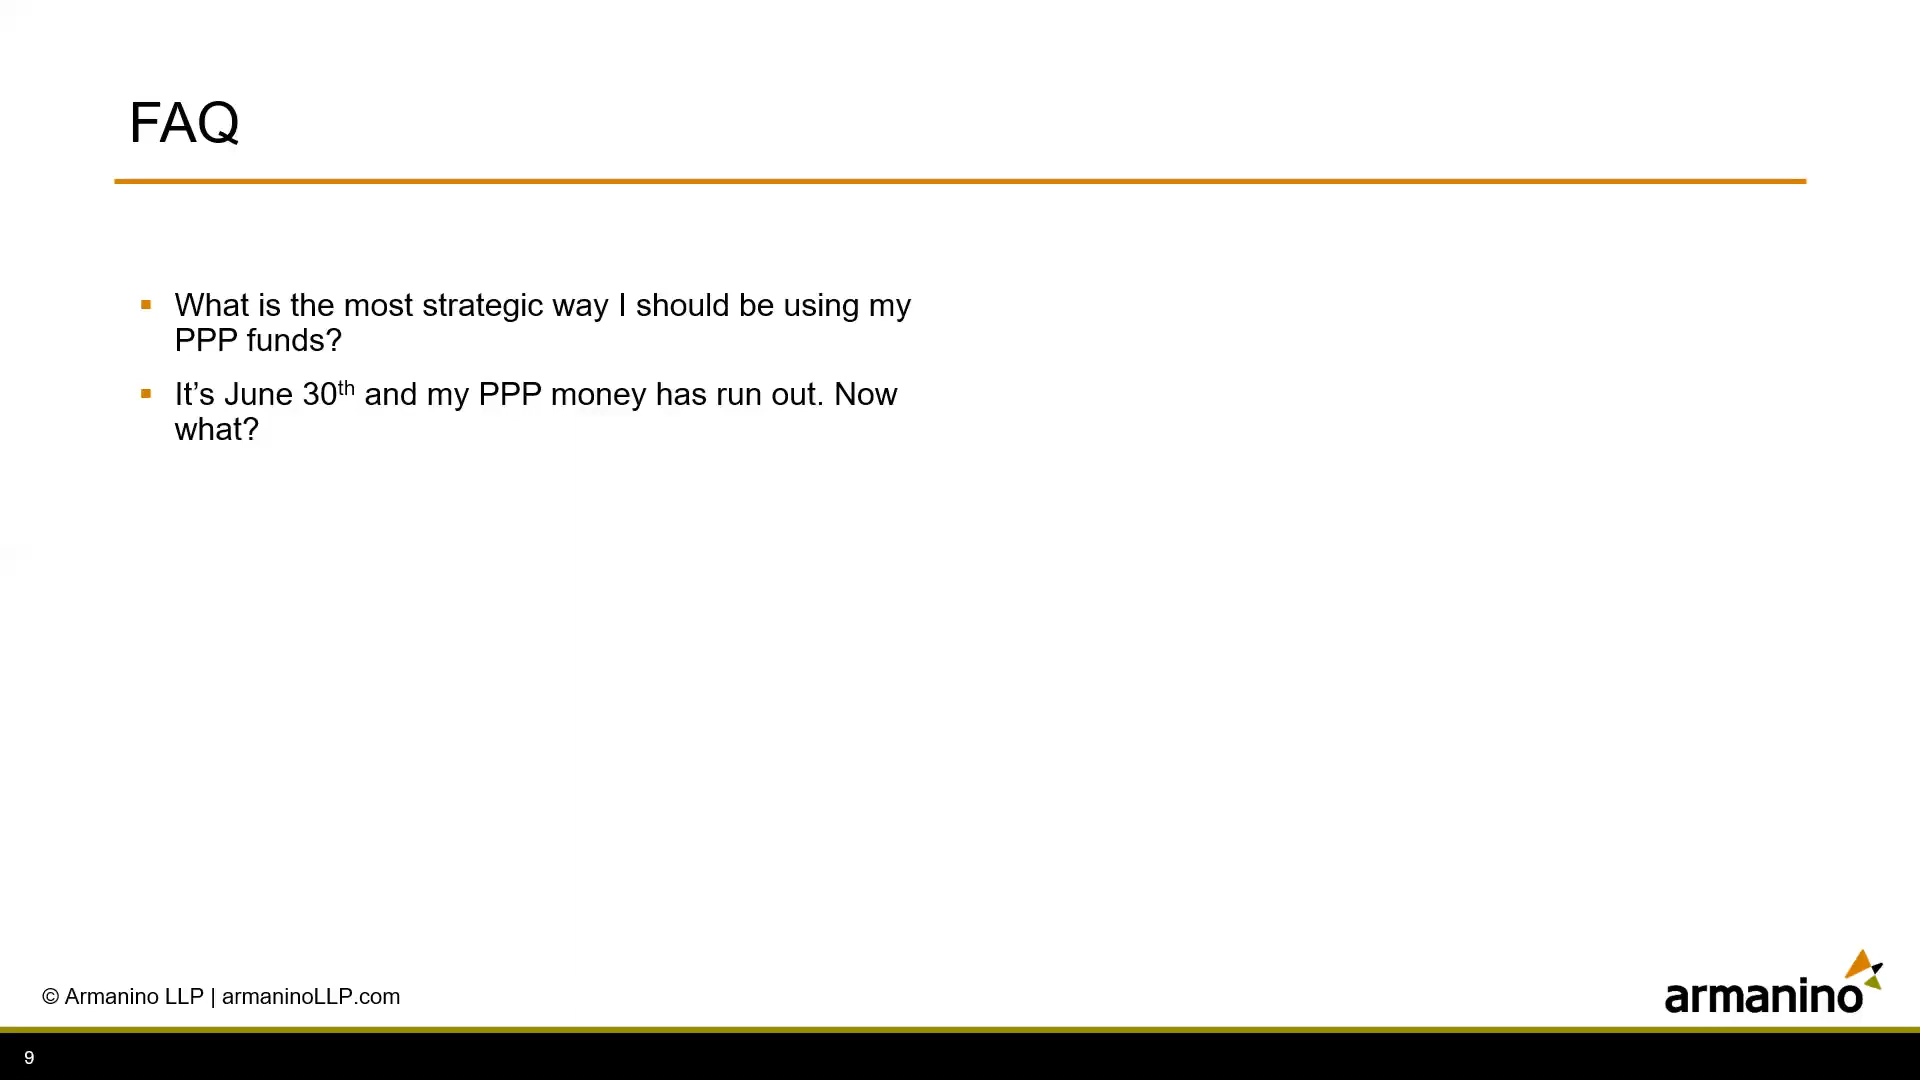 FAQ
▪ What is the most strategic way I should be using my
PPP funds?
▪ It’s June 30th and my PPP money has run out. Now
what?
© Armanino LLP | armaninoLLP.com
armanino
9